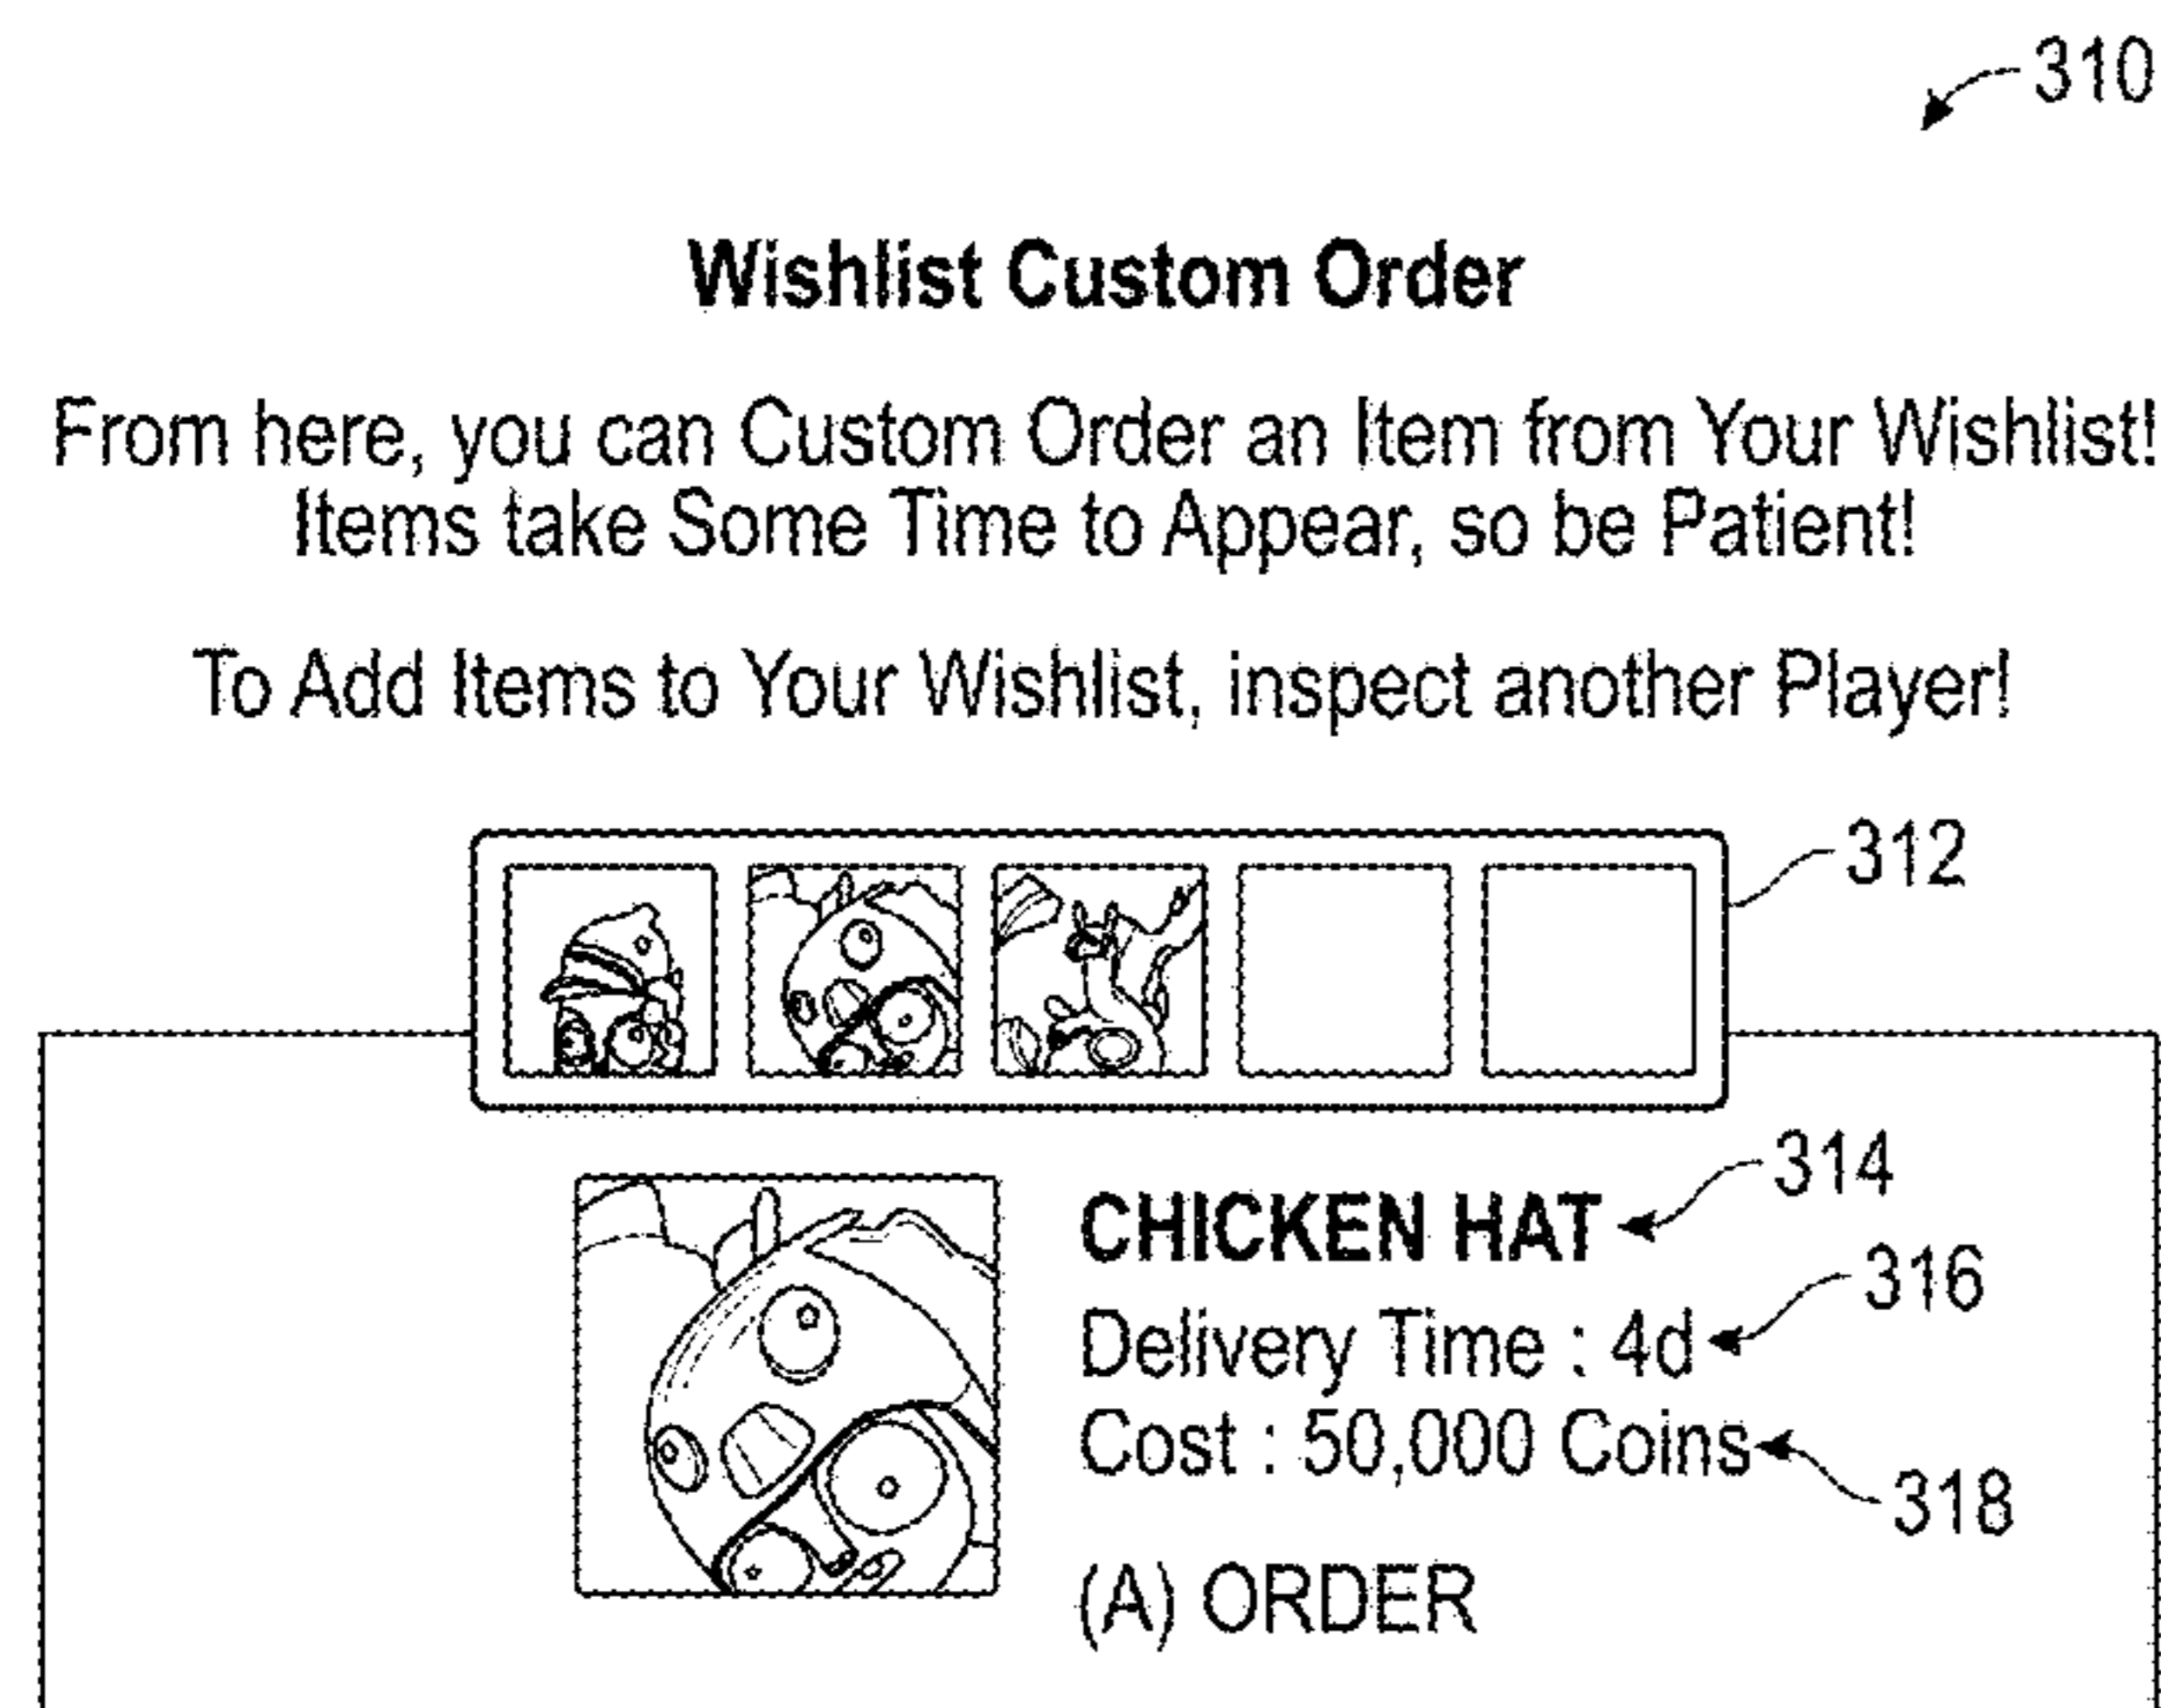 310
Wishlist Custom Order
From here, you can Custom Order an Item from Your Wishlist!
Items take Some Time to Appear, so be Patient!
To Add Items to Your Wishlist, inspect another Player!
312
CHICKEN HAT
314
Delivery Time : 4d
316
Cost : 50,000 Coins
318
(A) ORDER